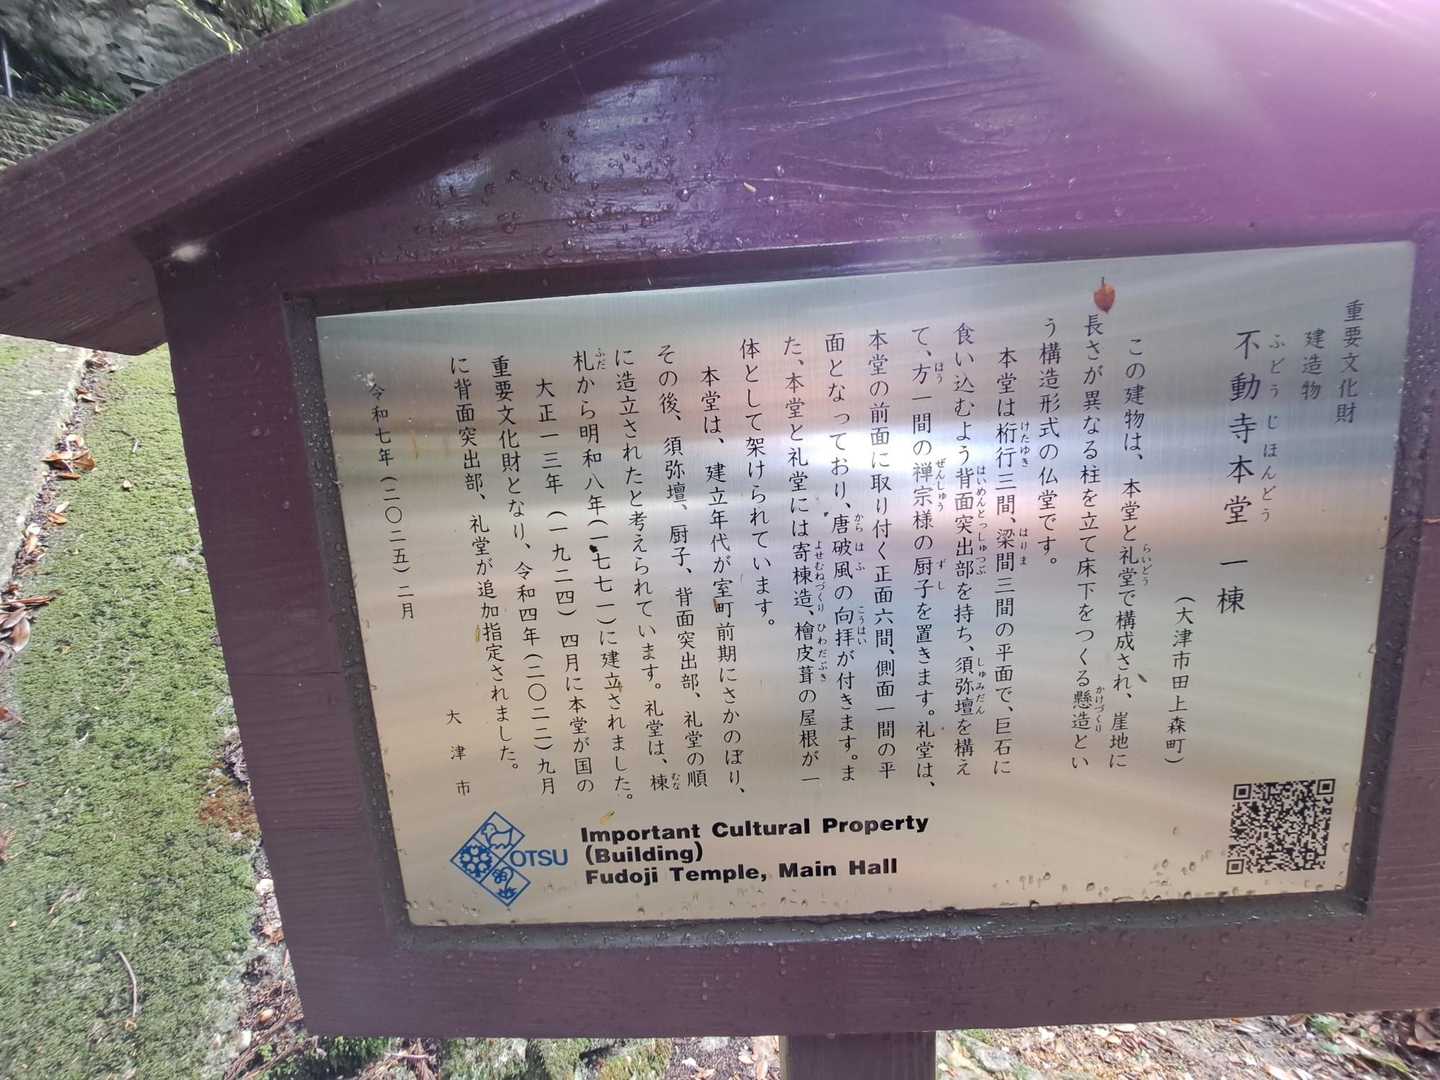 重要文化財
建造物
ふどうじほんどう
不動寺本堂 一棟
(大津市田上森町)
この建物は、本堂と礼堂で構成され、崖地に
長さが異なる柱を立て床下をつくる懸造とい
う構造形式の仏堂です。
本堂は桁行三間、梁間三間の平面で、巨石に
食い込むよう背面突出部を持ち、須弥壇を構え
て、方一間の禅宗様の厨子を置きます。礼堂は、
本堂の前面に取り付く正面六間、側面一間の平
面となっており、唐破風の向拝が付きます。ま
た、本堂と礼堂には寄棟造、檜皮葺の屋根が一
体として架けられています。
本堂は、建立年代が室町前期にさかのぼり、
その後、須弥壇、厨子、背面突出部、礼堂の順
に造立されたと考えられています。礼堂は、棟
札から明和八年(一七七一)に建立されました。
大正一三年(一九二四)四月に本堂が国の
重要文化財となり、令和四年(二〇二二)九月
に背面突出部、礼堂が追加指定されました。
令和七年(二〇二五)二月
大津市
OTSU
Important Cultural Property
(Building)
Fudoji Temple, Main Hall